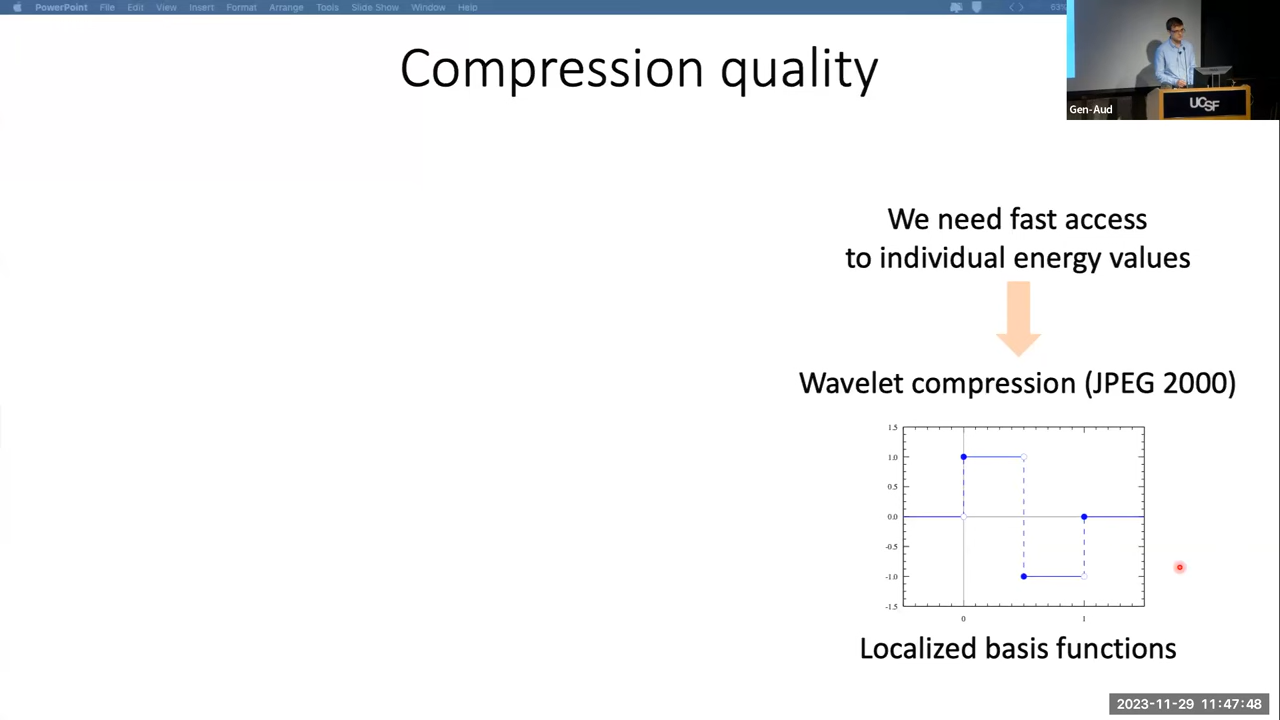 PowerPoint File Edit View Insert Format Arrange Tools Slide Show Window Help 63%
Compression quality
UCSF
Gen-Aud
We need fast access
to individual energy values
Wavelet compression (JPEG 2000)
1.5
1.0
0.5
0.0
-0.5
-1.0
-1.5
0 1
Localized basis functions
2023-11-29 11:47:48